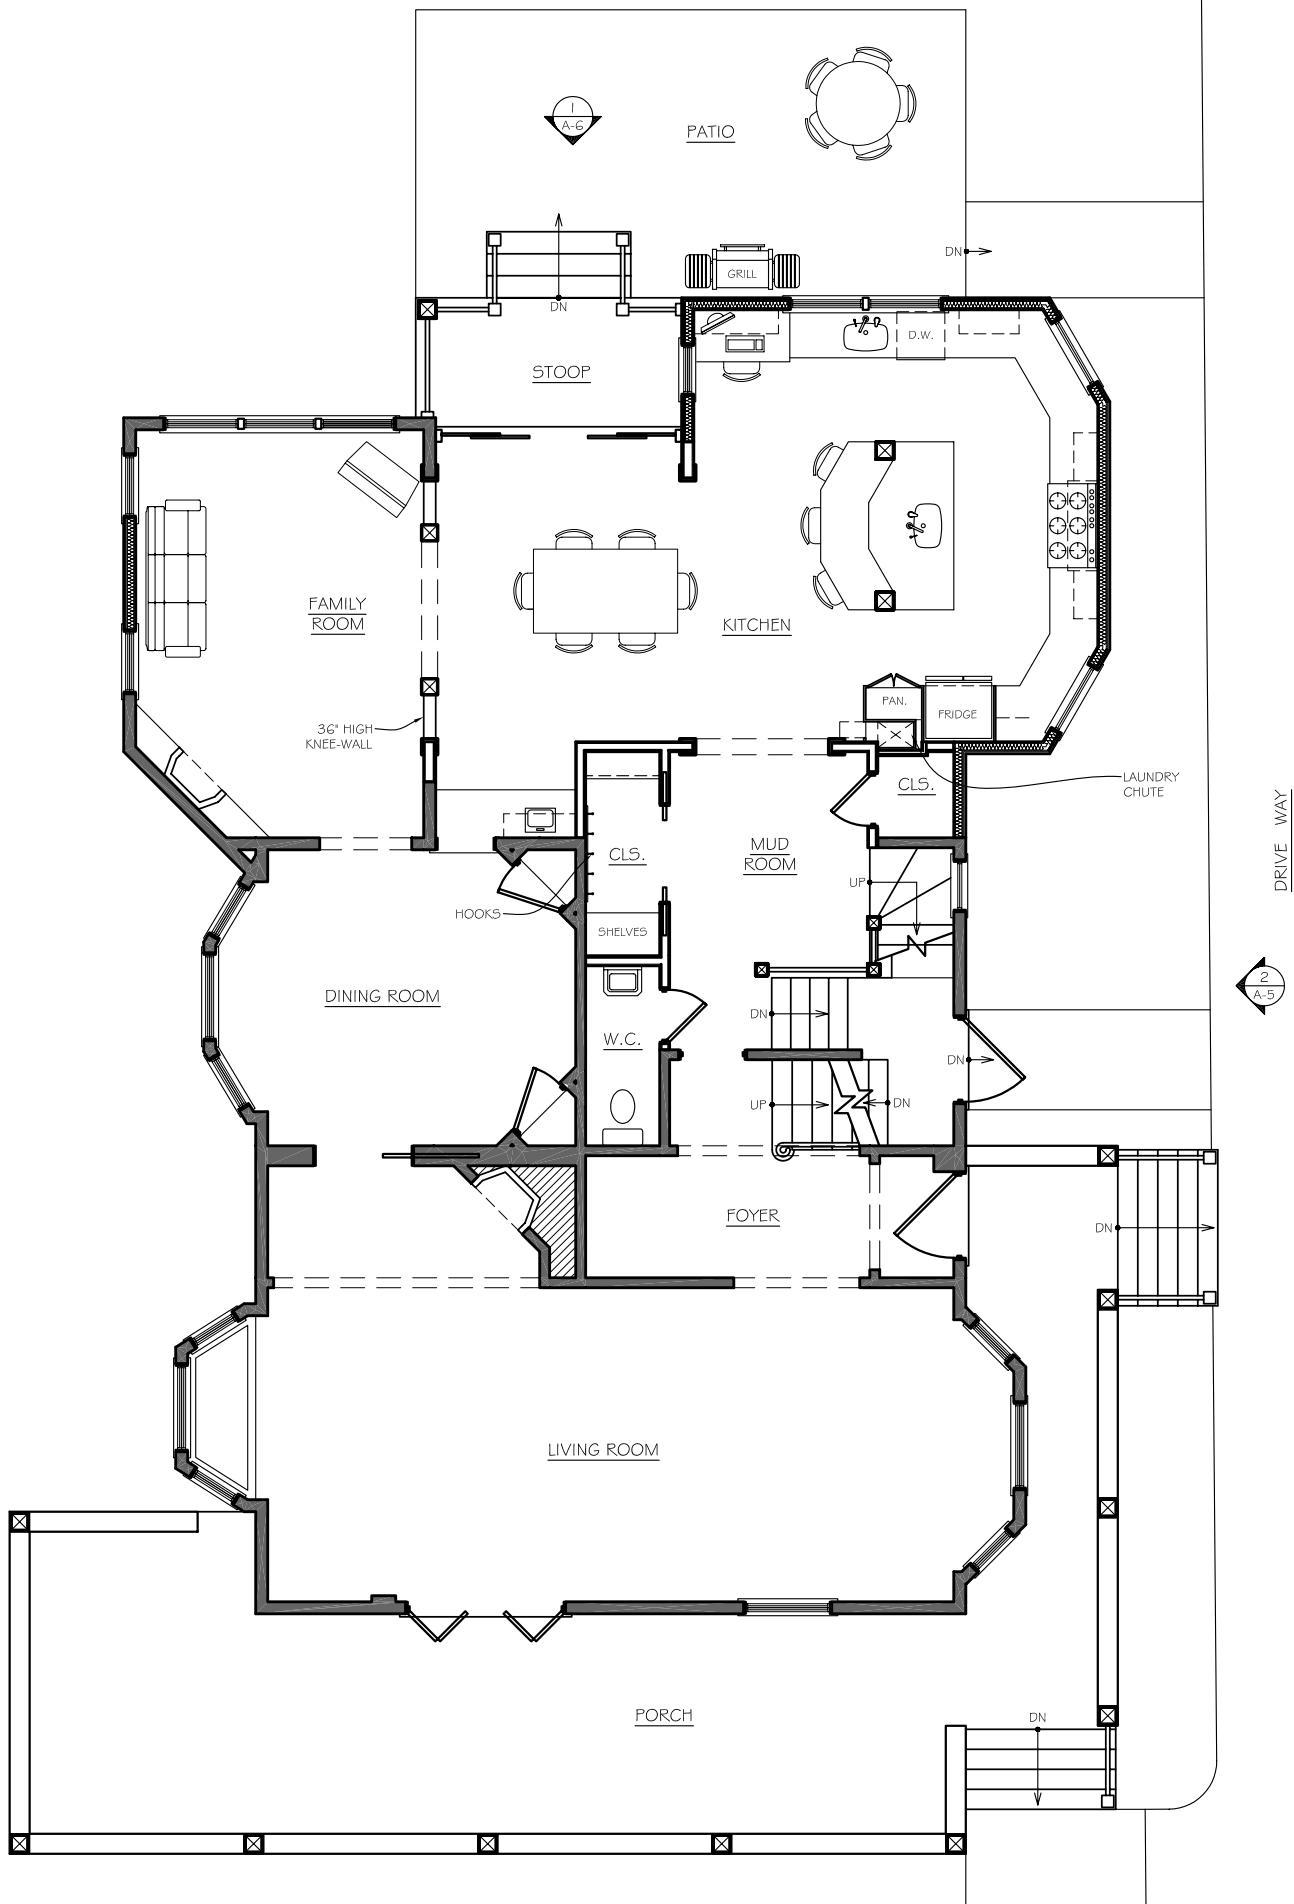 1
A-6
PATIO
DN
GRILL
DN
STOOP
D.W.
FAMILY
ROOM
KITCHEN
PAN.
FRIDGE
36" HIGH
KNEE-WALL
CLS.
LAUNDRY
CHUTE
DRIVE WAY
CLS.
MUD
ROOM
UP
HOOKS
SHELVES
2
A-5
DINING ROOM
DN
W.C.
DN
UP
DN
FOYER
DN
LIVING ROOM
PORCH
DN